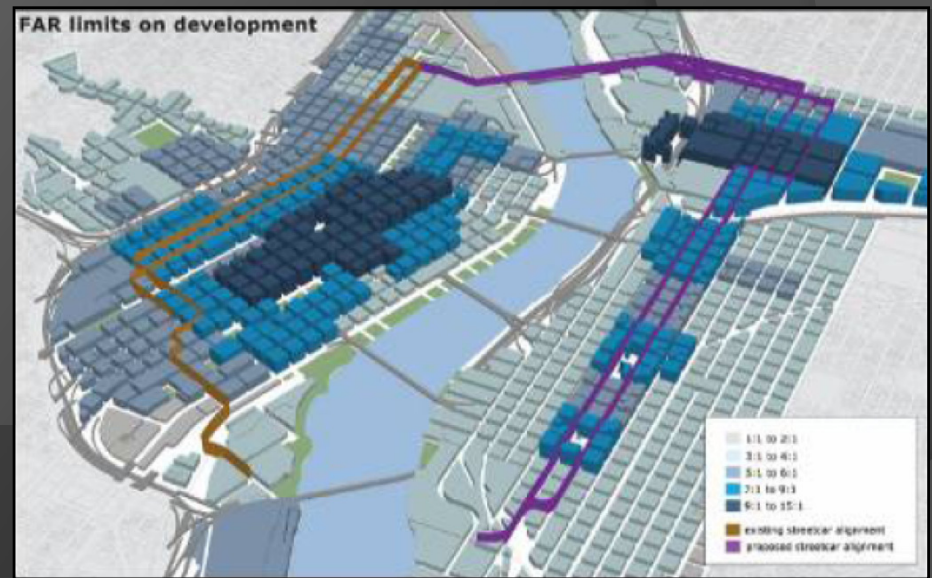 FAR limits on development
1:1 to 2:1
3:1 to 4:1
5:1 to 6:1
7:1 to 9:1
9:1 to 15:1
existing streetcar alignment
proposed streetcar alignment